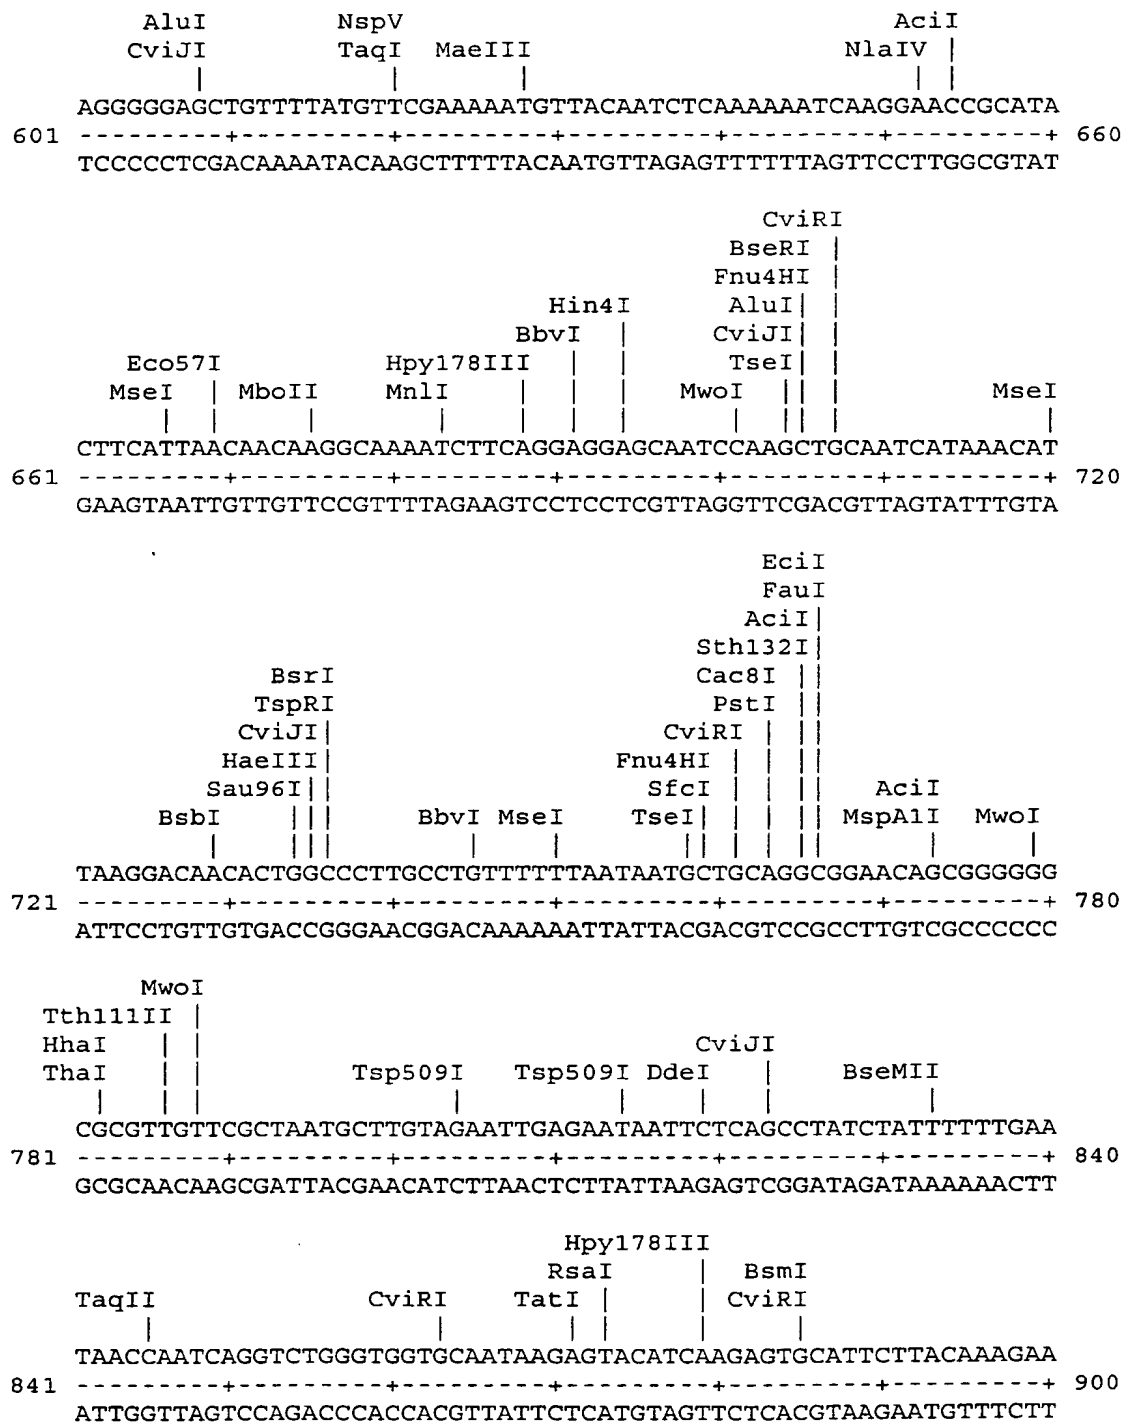 AluI NspV AciI
CviJI TaqI MaeIII NlaIV
AGGGGGAGCTGTTTTATGTTCGAAAAATGTTACAATCTCAAAAAATCAAGGAACCGCATA
601 ---------+---------+---------+---------+---------+---------+ 660
TCCCCCTCGACAAAATACAAGCTTTTTACAATGTTAGAGTTTTTTAGTTCCTTGGCGTAT
CviRI
BseRI
Fnu4HI
Hin4I AluI
BbvI CviJI
Eco57I Hpy178III TseI
MseI MboII MnlI MwoI MseI
CTTCATTAACAACAAGGCAAAATCTTCAGGAGGAGCAATCCAAGCTGCAATCATAAACAT
661 ---------+---------+---------+---------+---------+---------+ 720
GAAGTAATTGTTGTTCCGTTTTAGAAGTCCTCCTCGTTAGGTTCGACGTTAGTATTTGTA
EciI
FauI
AciI
Sth132I
BsrI Cac8I
TspRI PstI
CviJI CviRI
HaeIII Fnu4HI
Sau96I SfcI AciI
BsbI BbvI MseI TseI MspA1I MwoI
TAAGGACAACACTGGCCCTTGCCTGTTTTTTAATAATGCTGCAGGCGGAACAGCGGGGGG
721 ---------+---------+---------+---------+---------+---------+ 780
ATTCCTGTTGTGACCGGGAACGGACAAAAAATTATTACGACGTCCGCCTTGTCGCCCCCC
MwoI
Tth111II
HhaI CviJI
ThaI Tsp509I Tsp509I DdeI BseMII
CGCGTTGTTCGCTAATGCTTGTAGAATTGAGAATAATTCTCAGCCTATCTATTTTTTGAA
781 ---------+---------+---------+---------+---------+---------+ 840
GCGCAACAAGCGATTACGAACATCTTAACTCTTATTAAGAGTCGGATAGATAAAAAACTT
Hpy178III
RsaI BsmI
TaqII CviRI TatI CviRI
TAACCAATCAGGTCTGGGTGGTGCAATAAGAGTACATCAAGAGTGCATTCTTACAAAGAA
841 ---------+---------+---------+---------+---------+---------+ 900
ATTGGTTAGTCCAGACCCACCACGTTATTCTCATGTAGTTCTCACGTAAGAATGTTTCTT